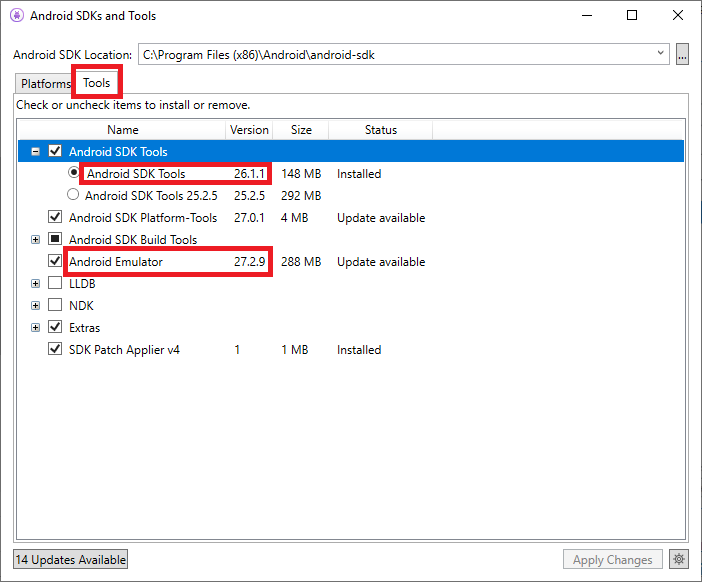 Android SDKs and Tools
Android SDK Location: C:\Program Files (x86)\Android\android-sdk ...
Platforms Tools
Check or uncheck items to install or remove.
Name Version Size Status
Android SDK Tools
Android SDK Tools 26.1.1 148 MB Installed
Android SDK Tools 25.2.5 25.2.5 292 MB
Android SDK Platform-Tools 27.0.1 4 MB Update available
Android SDK Build Tools
Android Emulator 27.2.9 288 MB Update available
LLDB
NDK
Extras
SDK Patch Applier v4 1 1 MB Installed
14 Updates Available Apply Changes